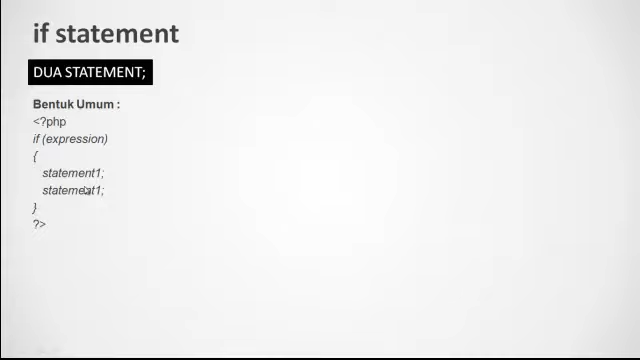 if statement
DUA STATEMENT;
Bentuk Umum :
<?php
if (expression)
{
statement1;
statement1;
}
?>